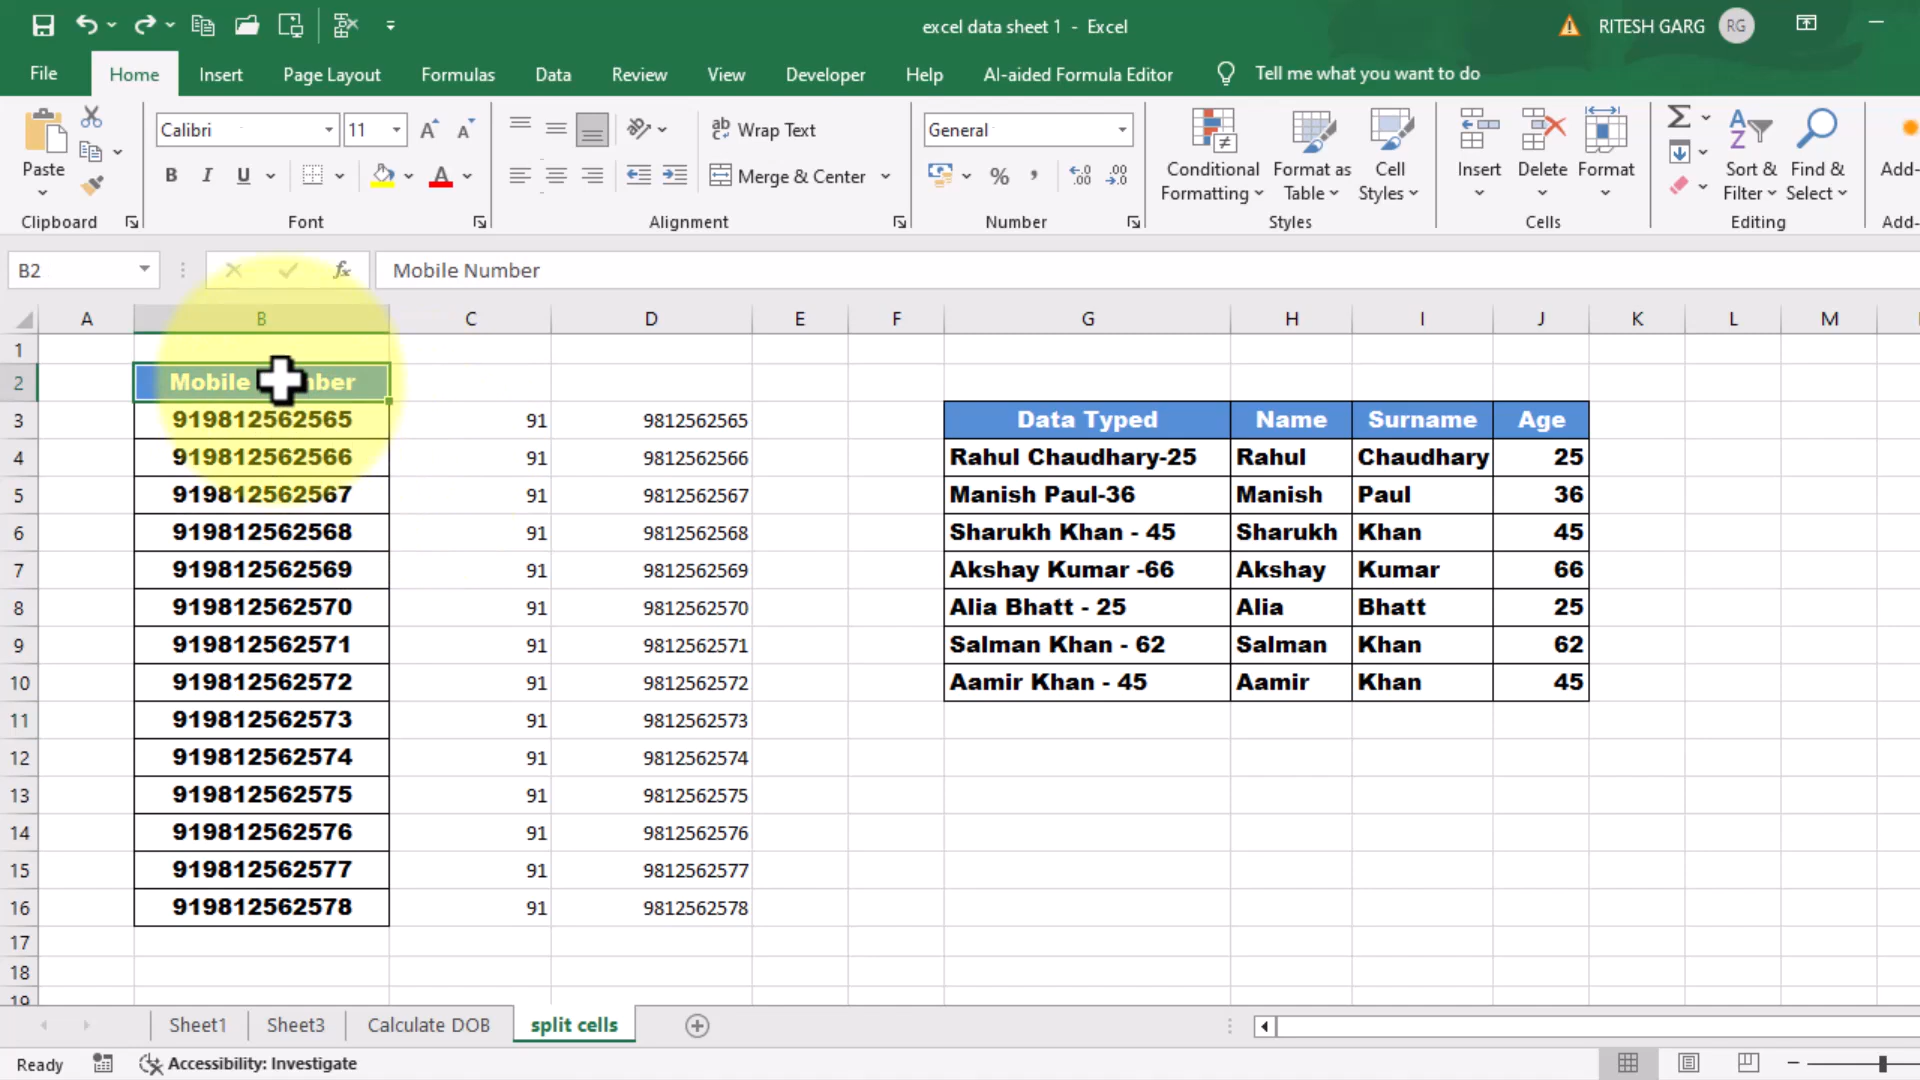 excel data sheet 1 - Excel
RITESH GARG RG
File Home Insert Page Layout Formulas Data Review View Developer Help AI-aided Formula Editor Tell me what you want to do
Paste
Clipboard
Calibri 11
B I U A
Font
ab Wrap Text
Merge & Center
Alignment
General
% ,
Number
Conditional Formatting
Format as Table
Cell Styles
Styles
Insert
Delete
Format
Cells
Sort & Filter
Find & Select
Editing
Add-
Add-
B2 fx Mobile Number
A B C D E F G H I J K L M
1
2 Mobile
3 919812562565 91 9812562565 Data Typed Name Surname Age
4 919812562566 91 9812562566 Rahul Chaudhary-25 Rahul Chaudhary 25
5 919812562567 91 9812562567 Manish Paul-36 Manish Paul 36
6 919812562568 91 9812562568 Sharukh Khan - 45 Sharukh Khan 45
7 919812562569 91 9812562569 Akshay Kumar -66 Akshay Kumar 66
8 919812562570 91 9812562570 Alia Bhatt - 25 Alia Bhatt 25
9 919812562571 91 9812562571 Salman Khan - 62 Salman Khan 62
10 919812562572 91 9812562572 Aamir Khan - 45 Aamir Khan 45
11 919812562573 91 9812562573
12 919812562574 91 9812562574
13 919812562575 91 9812562575
14 919812562576 91 9812562576
15 919812562577 91 9812562577
16 919812562578 91 9812562578
17
18
19
Sheet1 Sheet3 Calculate DOB split cells
Ready Accessibility: Investigate